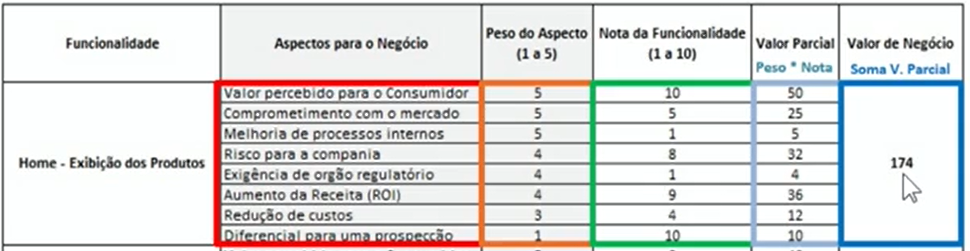 Funcionalidade Aspectos para o Negócio Peso do Aspecto (1 a 5) Nota da Funcionalidade (1 a 10) Valor Parcial Peso * Nota Valor de Negócio Soma V. Parcial
Valor percebido para o Consumidor 5 10 50
Comprometimento com o mercado 5 5 25
Melhoria de processos internos 5 1 5
Home - Exibição dos Produtos Risco para a compania 4 8 32 174
Exigência de orgão regulatório 4 1 4
Aumento da Receita (ROI) 4 9 36
Redução de custos 3 4 12
Diferencial para uma prospecção 1 10 10